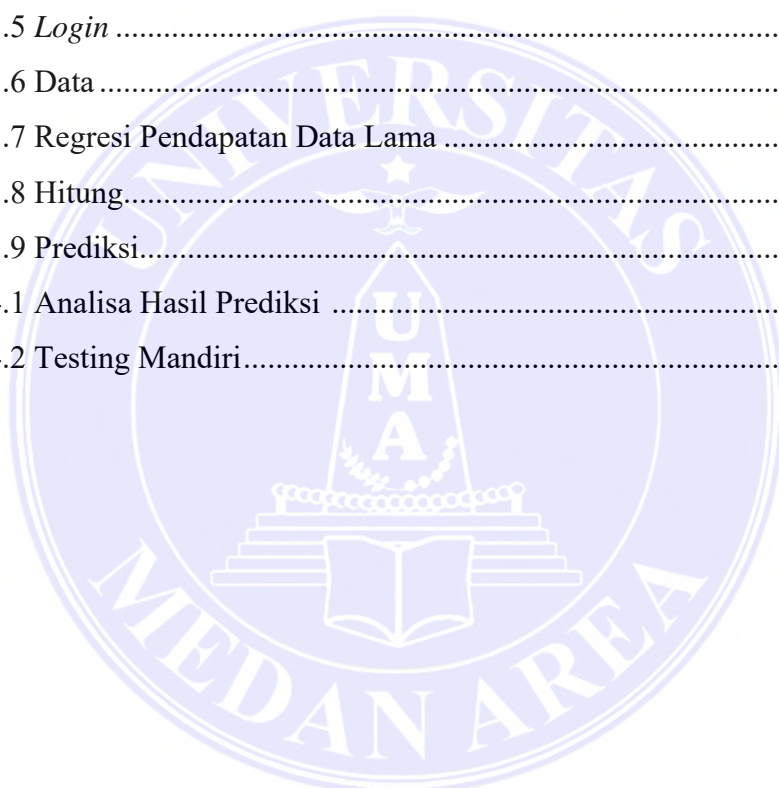 .5 Login ................................................................................
.6 Data ................................................................................
.7 Regresi Pendapatan Data Lama ..........................................
.8 Hitung................................................................................
.9 Prediksi..............................................................................
.1 Analisa Hasil Prediksi ........................................................
.2 Testing Mandiri...................................................................
UNIVERSITAS
UMA
MEDAN AREA